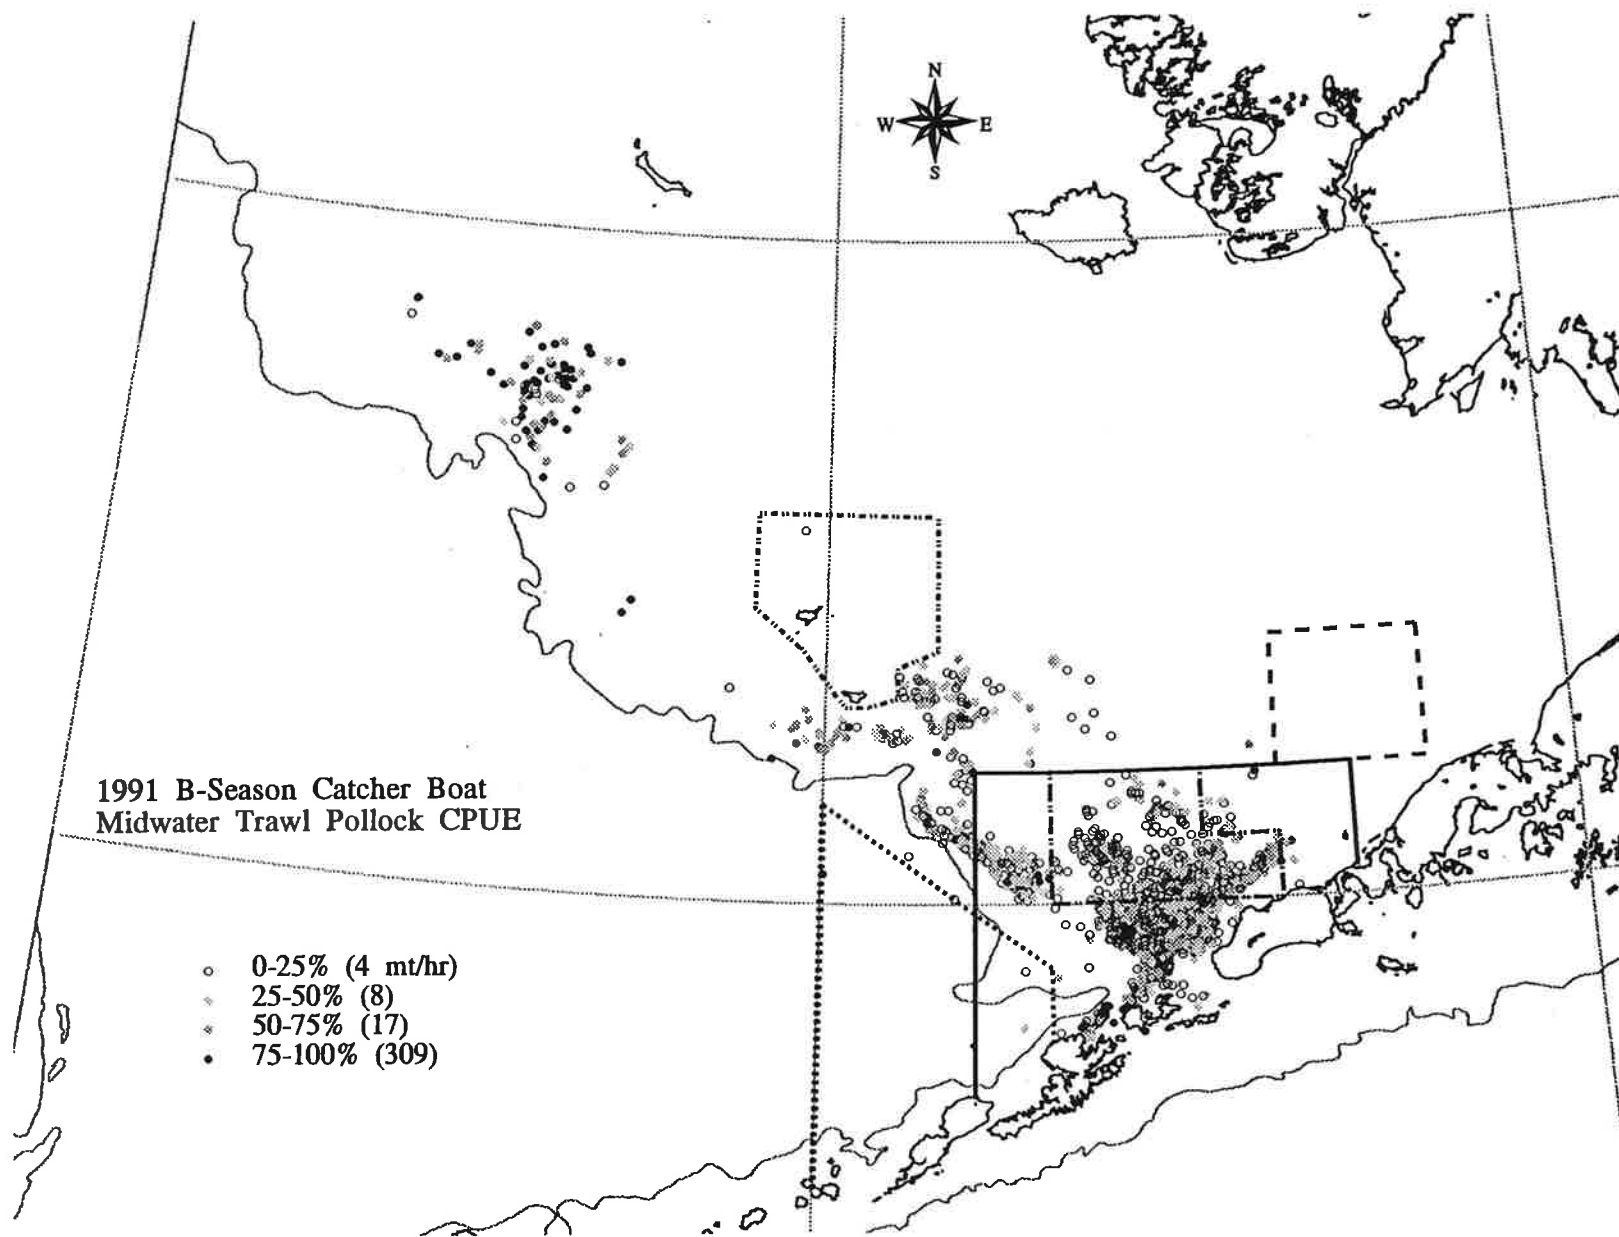 N
W E
S
1991 B-Season Catcher Boat
Midwater Trawl Pollock CPUE
0-25% (4 mt/hr)
25-50% (8)
50-75% (17)
75-100% (309)